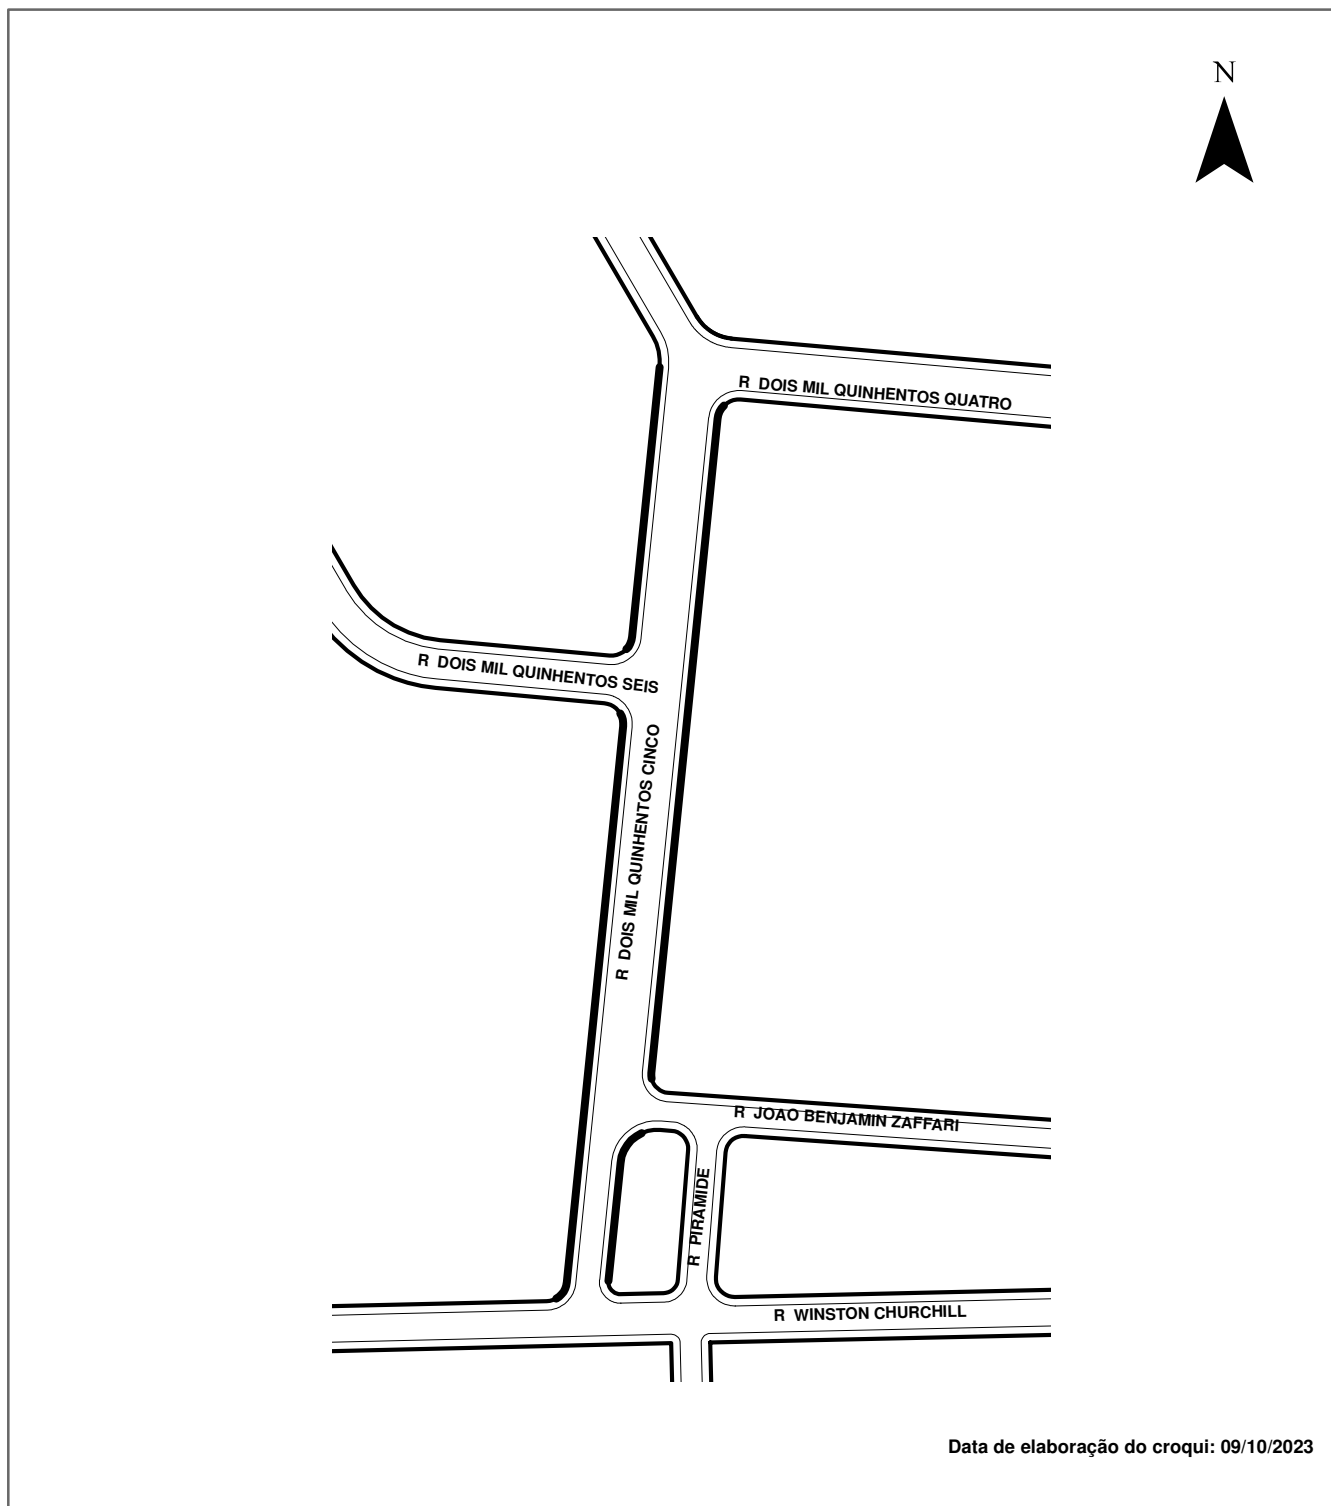 N
R DOIS MIL QUINHENTOS QUATRO
R DOIS MIL QUINHENTOS SEIS
R DOIS MIL QUINHENTOS CINCO
R JOAO BENJAMIN ZAFFARI
R PIRAMIDE
R WINSTON CHURCHILL
Data de elaboração do croqui: 09/10/2023